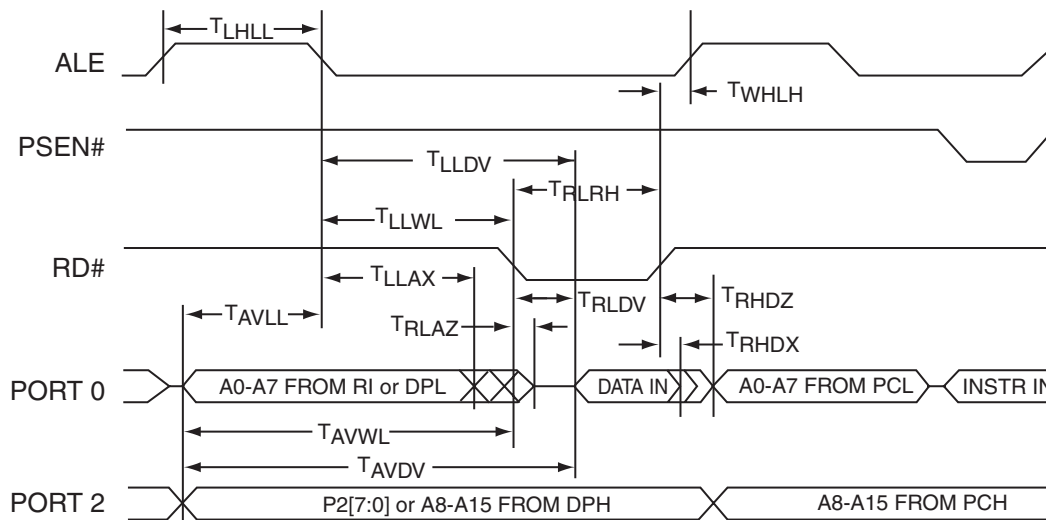 TLHLL
ALE
TWHLH
PSEN#
TLLDV
TRLRH
TLLWL
RD#
TLLAX
TRLDV
TRHDZ
TAVLL
TRLAZ
TRHDX
PORT 0
A0-A7 FROM RI or DPL
DATA IN
A0-A7 FROM PCL
INSTR IN
TAVWL
TAVDV
PORT 2
P2[7:0] or A8-A15 FROM DPH
A8-A15 FROM PCH